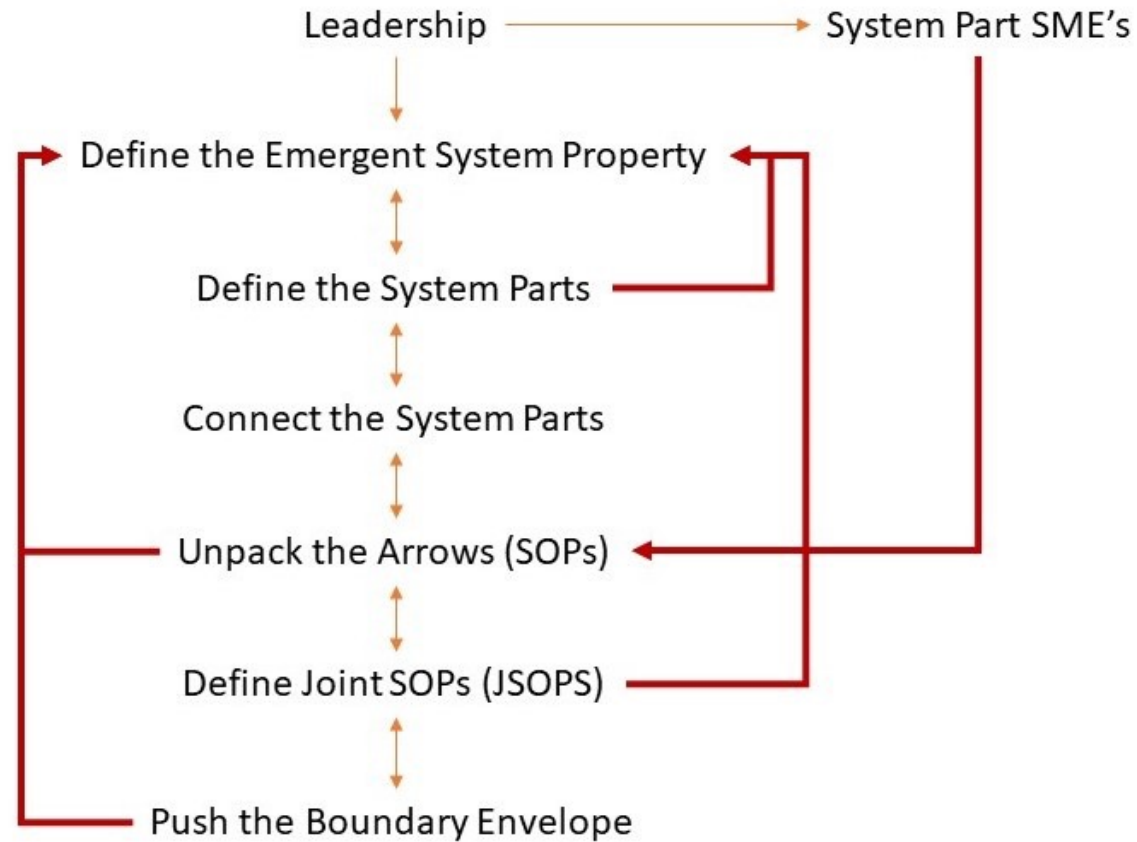 Leadership
System Part SME's
Define the Emergent System Property
Define the System Parts
Connect the System Parts
Unpack the Arrows (SOPs)
Define Joint SOPs (JSOPS)
Push the Boundary Envelope